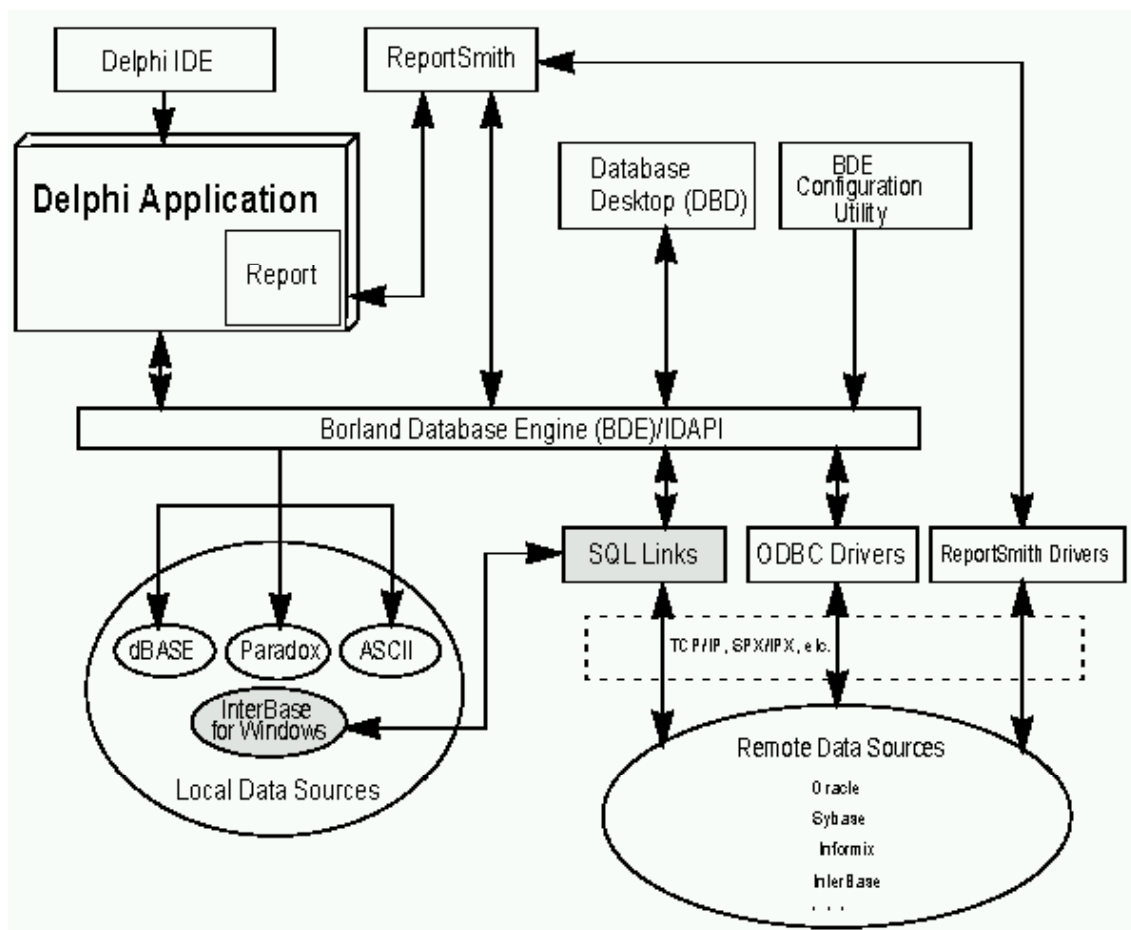 Delphi IDE
ReportSmith
Delphi Application
Report
Database
Desktop (DBD)
BDE
Configuration
Utility
Borland Database Engine (BDE)/IDAPI
SQL Links
ODBC Drivers
ReportSmith Drivers
dBASE
Paradox
ASCII
InterBase
for Windows
Local Data Sources
TCP/IP, SPX/IPX, etc.
Remote Data Sources
Oracle
Sybase
Informix
InterBase
. . .